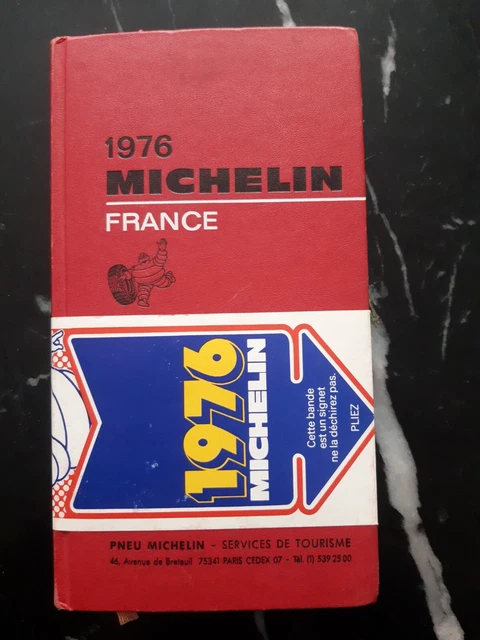 1976
MICHELIN
FRANCE
1976
MICHELIN
Cette bande
est un signet
ne la déchirez pas.
PLIEZ
PNEU MICHELIN - SERVICES DE TOURISME
46, Avenue de Breteuil 75341 PARIS CEDEX 07 - Tél. (1) 539 25 00